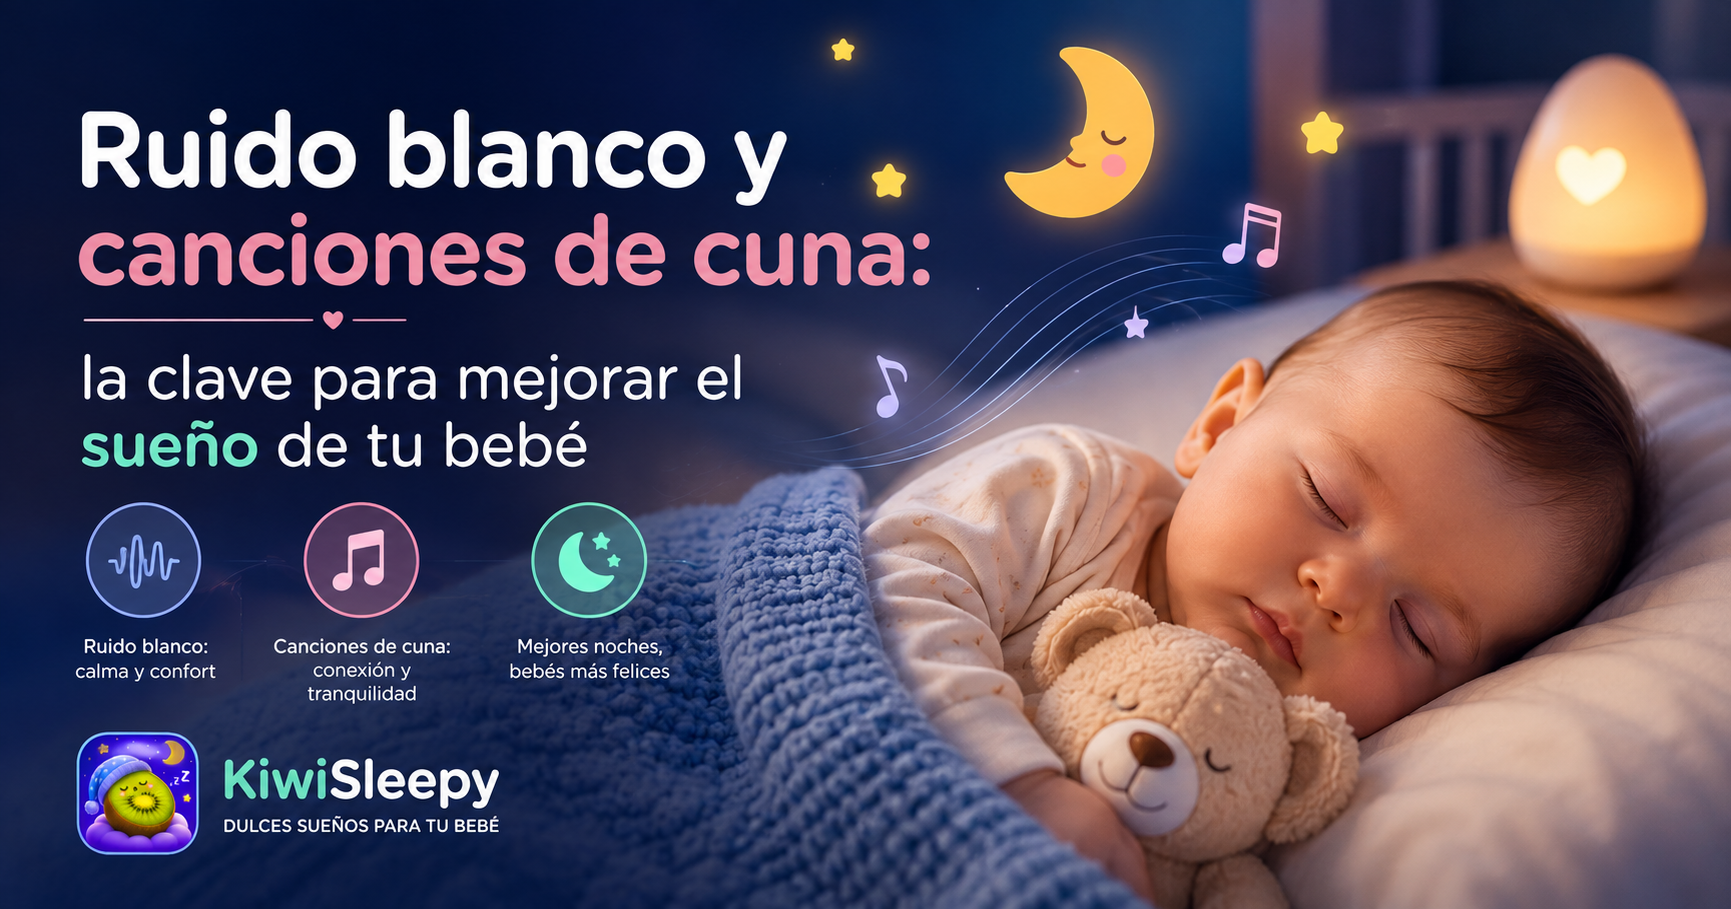 Ruido blanco y
canciones de cuna:
la clave para mejorar el
sueño de tu bebé
Ruido blanco:
calma y confort
Canciones de cuna:
conexión y
tranquilidad
Mejores noches,
bebés más felices
z Z
KiwiSleepy
DULCES SUEÑOS PARA TU BEBÉ